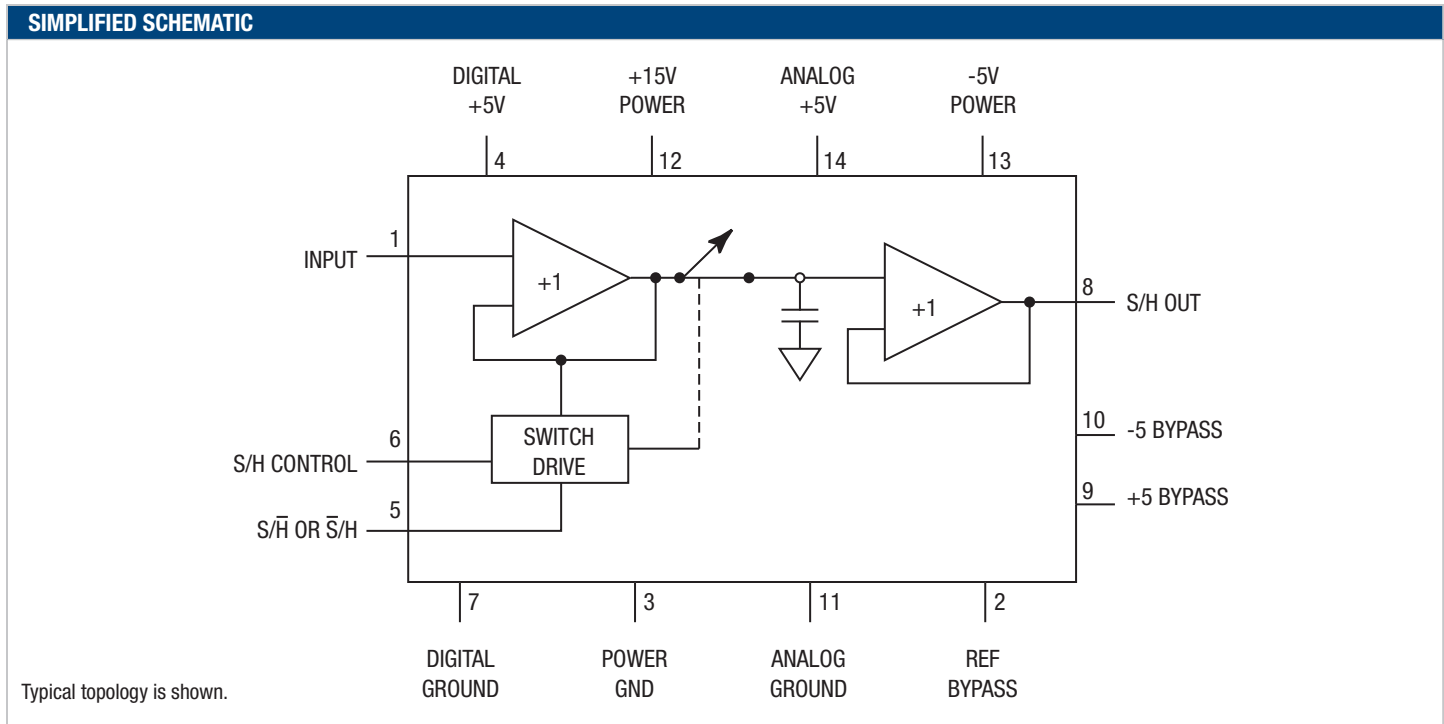 SIMPLIFIED SCHEMATIC
DIGITAL
+5V
+15V
POWER
ANALOG
+5V
-5V
POWER
4
12
14
13
1
INPUT
+1
+1
8
S/H OUT
6
S/H CONTROL
SWITCH
DRIVE
10
-5 BYPASS
5
S/H̅ OR S̅/H
9
+5 BYPASS
7
3
11
2
DIGITAL
GROUND
POWER
GND
ANALOG
GROUND
REF
BYPASS
Typical topology is shown.